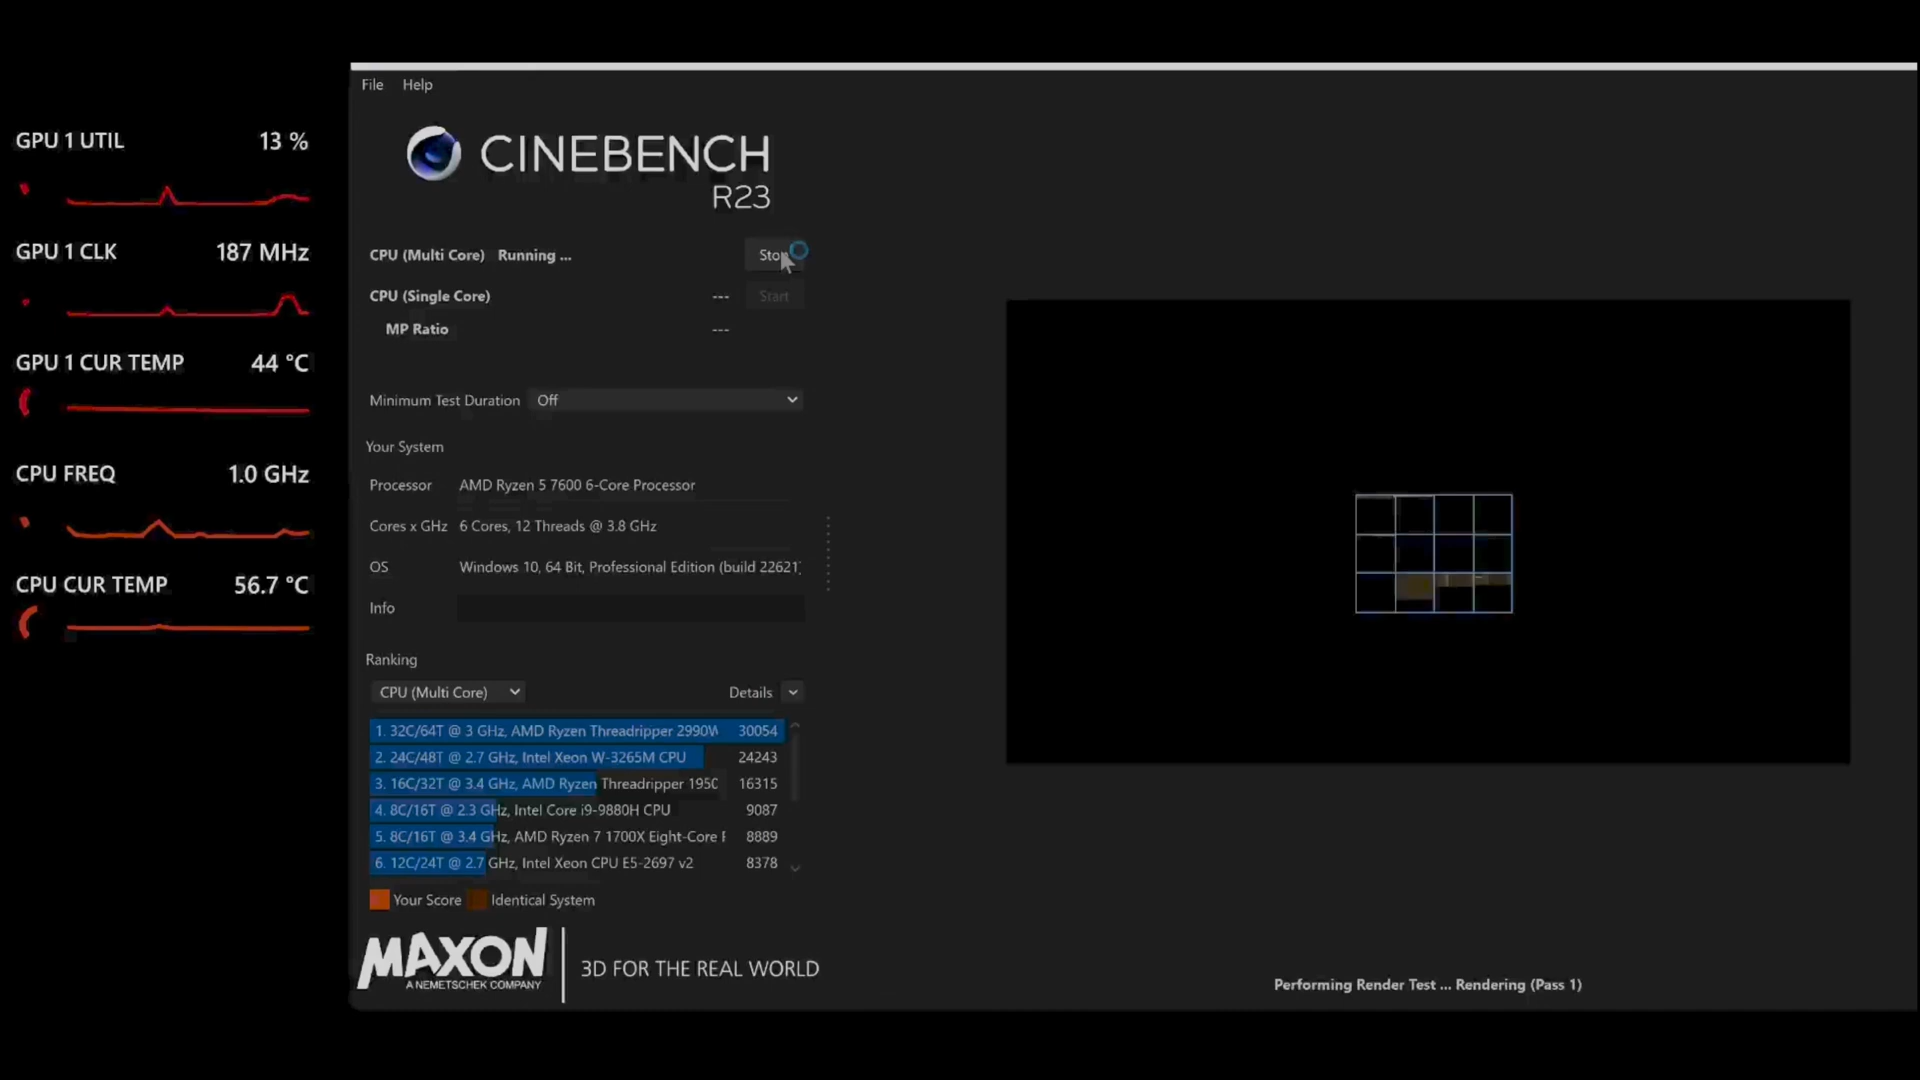 File Help
GPU 1 UTIL 13 %
GPU 1 CLK 187 MHz
GPU 1 CUR TEMP 44 °C
CPU FREQ 1.0 GHz
CPU CUR TEMP 56.7 °C
CINEBENCH
R23
CPU (Multi Core) Running ... Stop
CPU (Single Core) --- Start
MP Ratio ---
Minimum Test Duration Off
Your System
Processor AMD Ryzen 5 7600 6-Core Processor
Cores x GHz 6 Cores, 12 Threads @ 3.8 GHz
OS Windows 10, 64 Bit, Professional Edition (build 22621)
Info
Ranking
CPU (Multi Core) Details
1. 32C/64T @ 3 GHz, AMD Ryzen Threadripper 2990W 30054
2. 24C/48T @ 2.7 GHz, Intel Xeon W-3265M CPU 24243
3. 16C/32T @ 3.4 GHz, AMD Ryzen Threadripper 1950 16315
4. 8C/16T @ 2.3 GHz, Intel Core i9-9880H CPU 9087
5. 8C/16T @ 3.4 GHz, AMD Ryzen 7 1700X Eight-Core 8889
6. 12C/24T @ 2.7 GHz, Intel Xeon CPU E5-2697 v2 8378
Your Score Identical System
MAXON
A NEMETSCHEK COMPANY
3D FOR THE REAL WORLD
Performing Render Test ... Rendering (Pass 1)